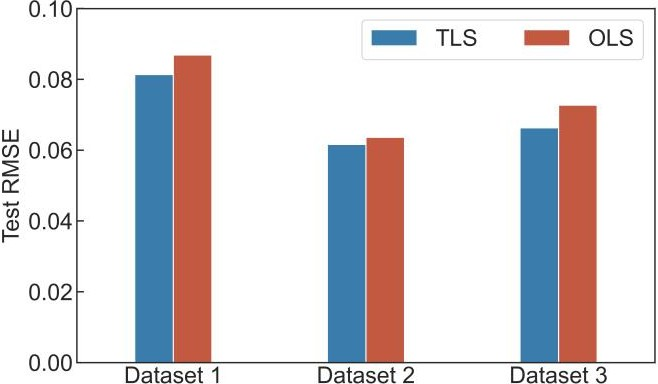 0.10
0.08
0.06
0.04
0.02
0.00
Test RMSE
TLS OLS
Dataset 1 Dataset 2 Dataset 3